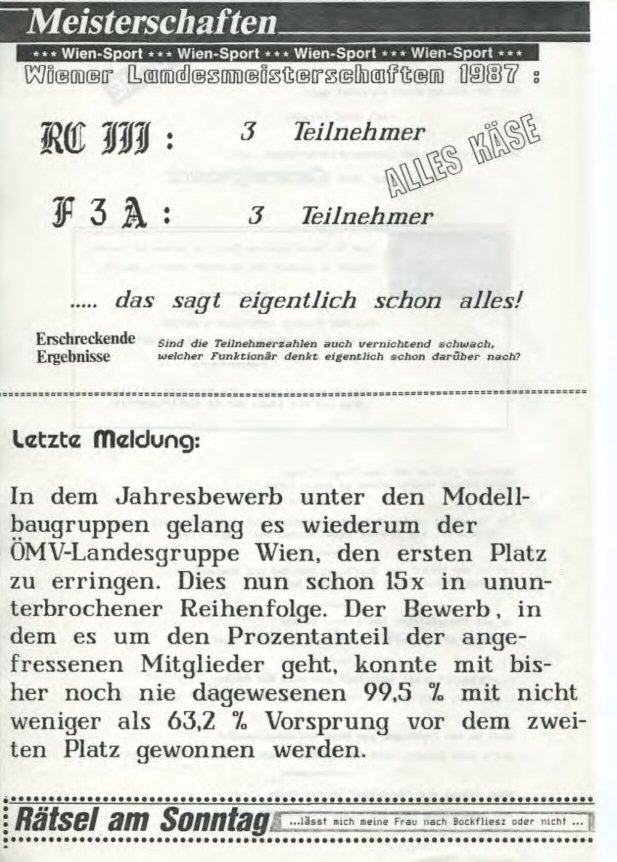 Meisterschaften
*** Wien-Sport *** Wien-Sport *** Wien-Sport *** Wien-Sport ***
Wiener Landesmeisterschaften 1987 :
RC III : 3 Teilnehmer
ALLES KÄSE
F 3 A : 3 Teilnehmer
..... das sagt eigentlich schon alles!
Erschreckende
Ergebnisse
Sind die Teilnehmerzahlen auch vernichtend schwach,
welcher Funktionär denkt eigentlich schon darüber nach?
Letzte Meldung:
In dem Jahresbewerb unter den Modell-
baugruppen gelang es wiederum der
ÖMV-Landesgruppe Wien, den ersten Platz
zu erringen. Dies nun schon 15x in unun-
terbrochener Reihenfolge. Der Bewerb, in
dem es um den Prozentanteil der ange-
fressenen Mitglieder geht, konnte mit bis-
her noch nie dagewesenen 99,5 % mit nicht
weniger als 63,2 % Vorsprung vor dem zwei-
ten Platz gewonnen werden.
Rätsel am Sonntag ...lässt mich meine Frau nach Bockfliesz oder nicht ...